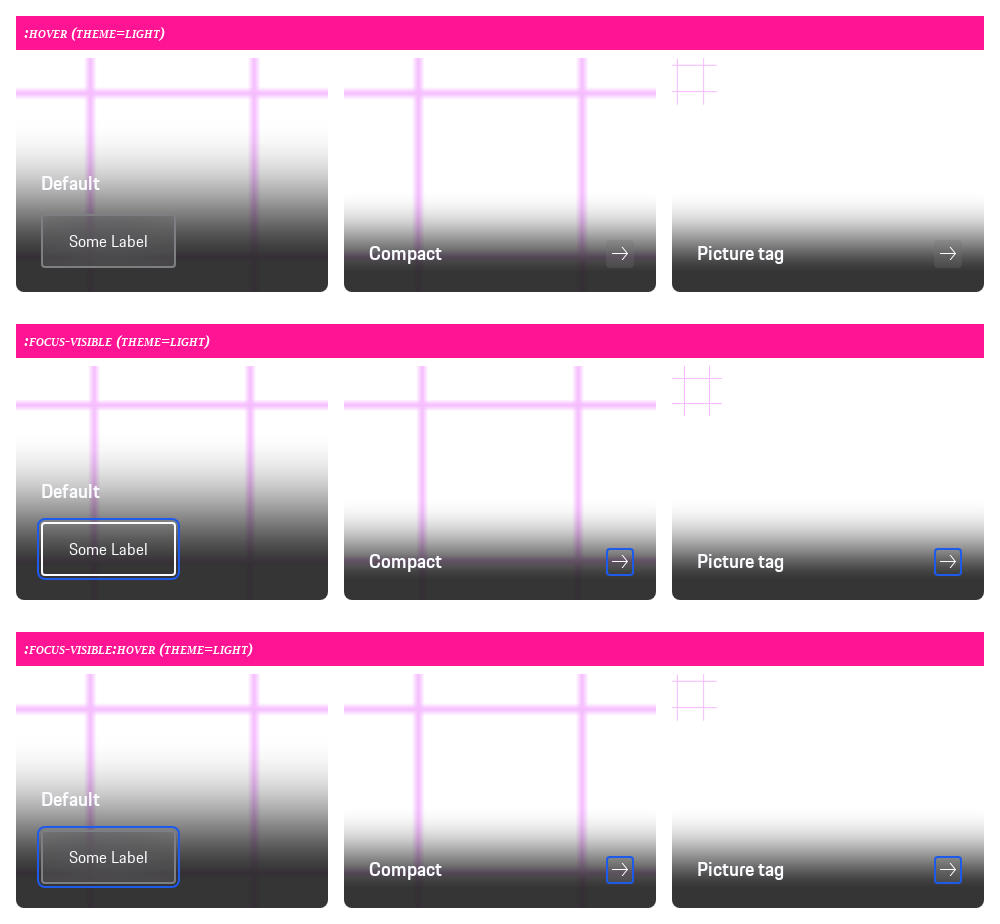 :hover (theme=light)
Default
Some Label
Compact
Picture tag
:focus-visible (theme=light)
Default
Some Label
Compact
Picture tag
:focus-visible:hover (theme=light)
Default
Some Label
Compact
Picture tag